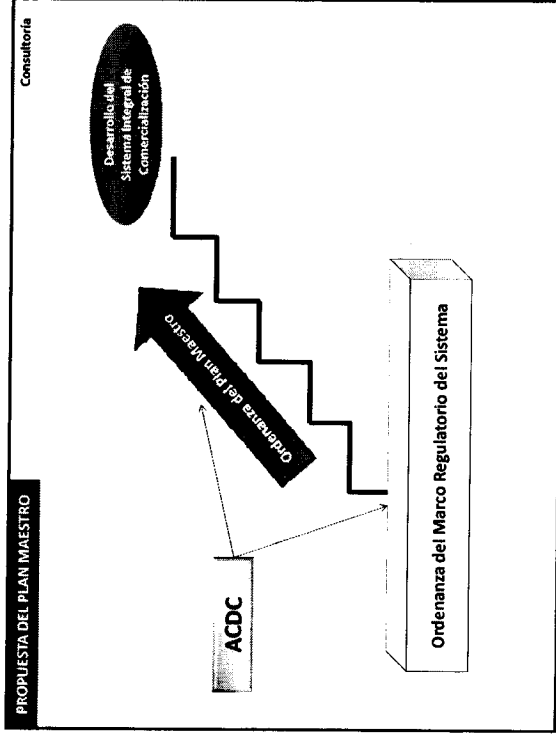 PROPUESTA DEL PLAN MAESTRO
Consultoría
Desarrollo del
Sistema Integral de
Comercialización
Ordenanza del Plan Maestro
ACDC
Ordenanza del Marco Regulatorio del Sistema